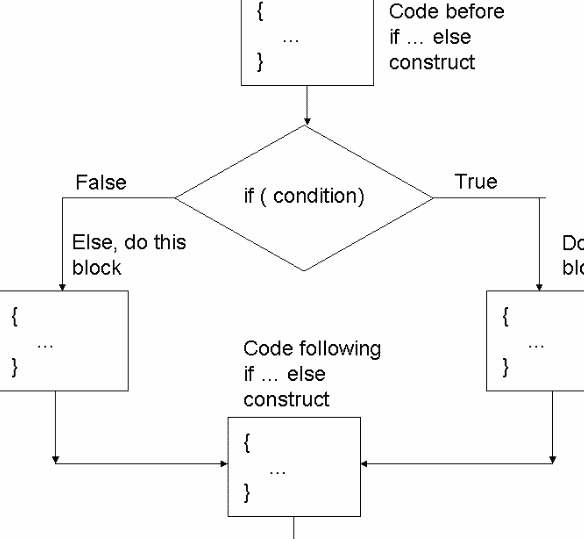 {
...
}
Code before
if ... else
construct
if ( condition)
False
True
Else, do this
block
{
...
}
{
...
}
Code following
if ... else
construct
{
...
}